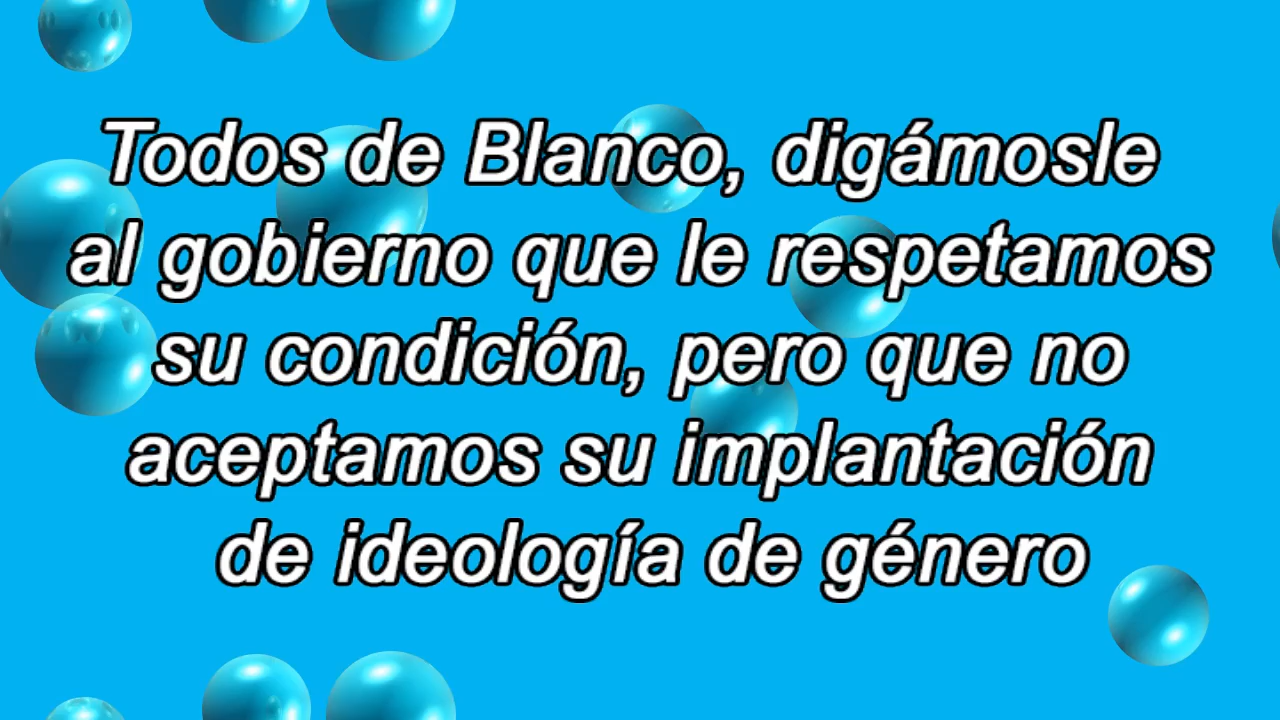 Todos de Blanco, digámosle
al gobierno que le respetamos
su condición, pero que no
aceptamos su implantación
de ideología de género